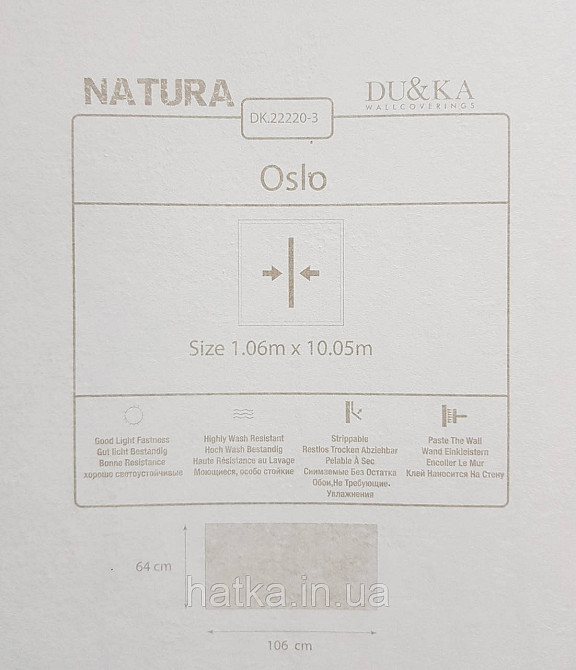 NATURA
DU&KA
WALLCOVERINGS
DK.22220-3
Oslo
Size 1.06m x 10.05m
Good Light Fastness
Gut licht Bestandig
Bonne Resistance
хорошо светоустойчивые
Highly Wash Resistant
Hoch Wash Bestandig
Haute Résistance au Lavage
Моющиеся, особо стойкие
Strippable
Restlos Trocken Abziehbar
Pelable À Sec
Снимаемые Без Остатка
Обои,Не Требующие-
Увлажнения
Paste The Wall
Wand Einkleistern
Encoller Le Mur
Клей Наносится На Стену
64 cm
hatka.in.ua
106 cm